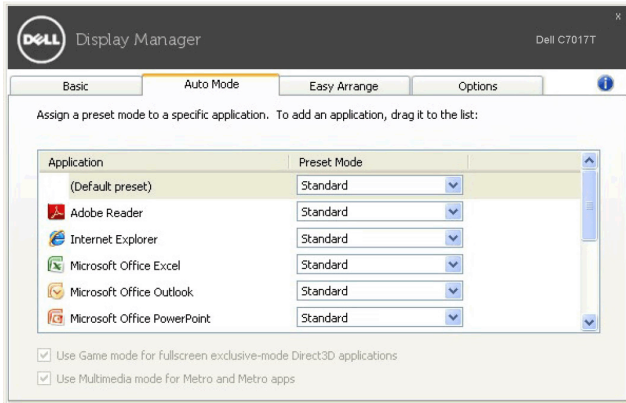 x
DELL Display Manager Dell C7017T
Basic Auto Mode Easy Arrange Options i
Assign a preset mode to a specific application. To add an application, drag it to the list:
Application Preset Mode
(Default preset) Standard
Adobe Reader Standard
Internet Explorer Standard
Microsoft Office Excel Standard
Microsoft Office Outlook Standard
Microsoft Office PowerPoint Standard
Use Game mode for fullscreen exclusive-mode Direct3D applications
Use Multimedia mode for Metro and Metro apps